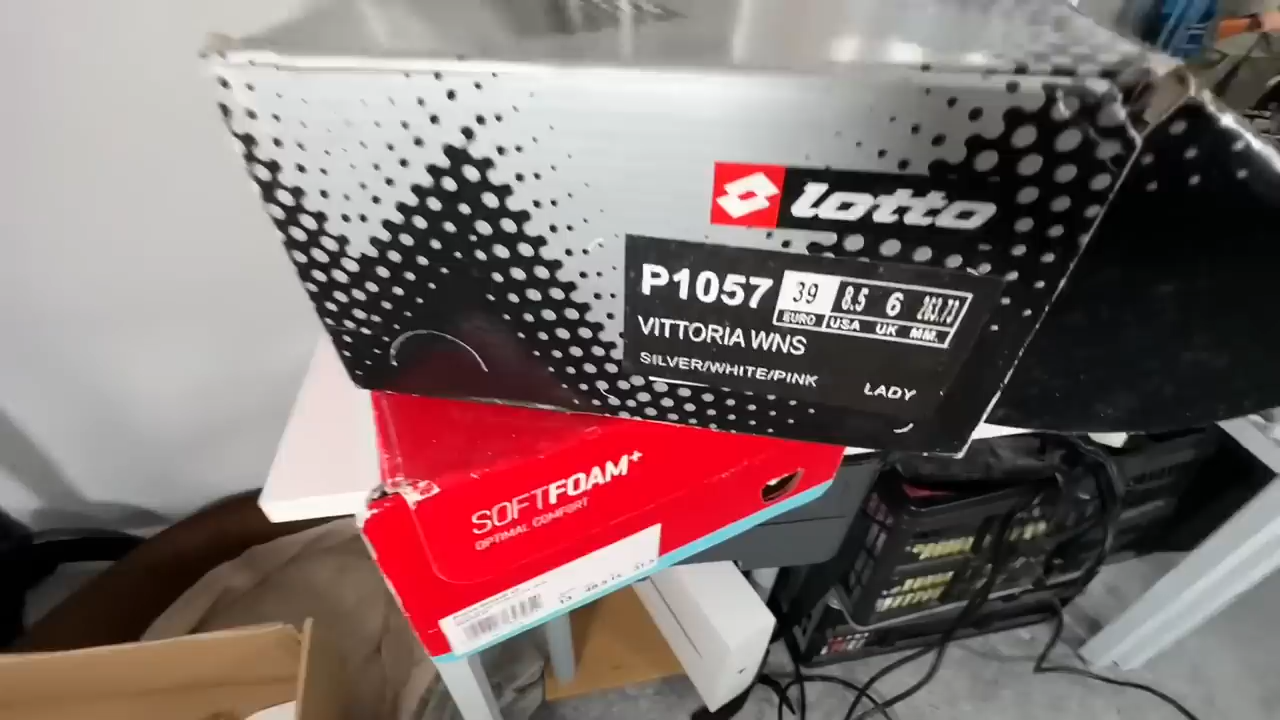 lotto
P1057
39 8.5 6 263.73
EURO USA UK MM.
VITTORIA WNS
SILVER/WHITE/PINK
LADY
SOFTFOAM+
OPTIMAL COMFORT